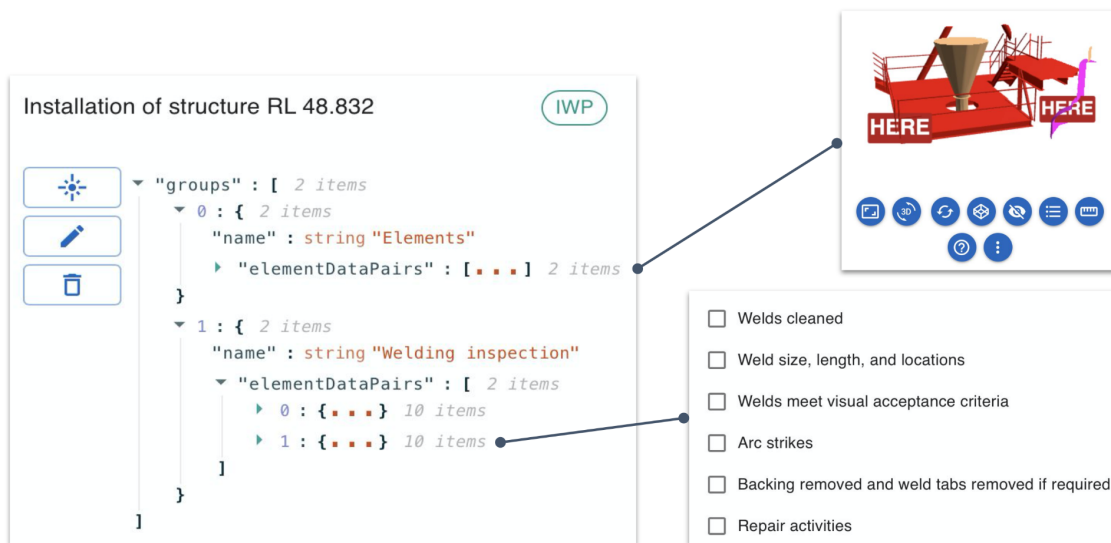 Installation of structure RL 48.832
IWP
"groups" : [ 2 items
0 : { 2 items
"name" : string "Elements"
"elementDataPairs" : [...] 2 items
}
1 : { 2 items
"name" : string "Welding inspection"
"elementDataPairs" : [ 2 items
0 : {...} 10 items
1 : {...} 10 items
]
}
]
HERE
HERE
3D
Welds cleaned
Weld size, length, and locations
Welds meet visual acceptance criteria
Arc strikes
Backing removed and weld tabs removed if required
Repair activities